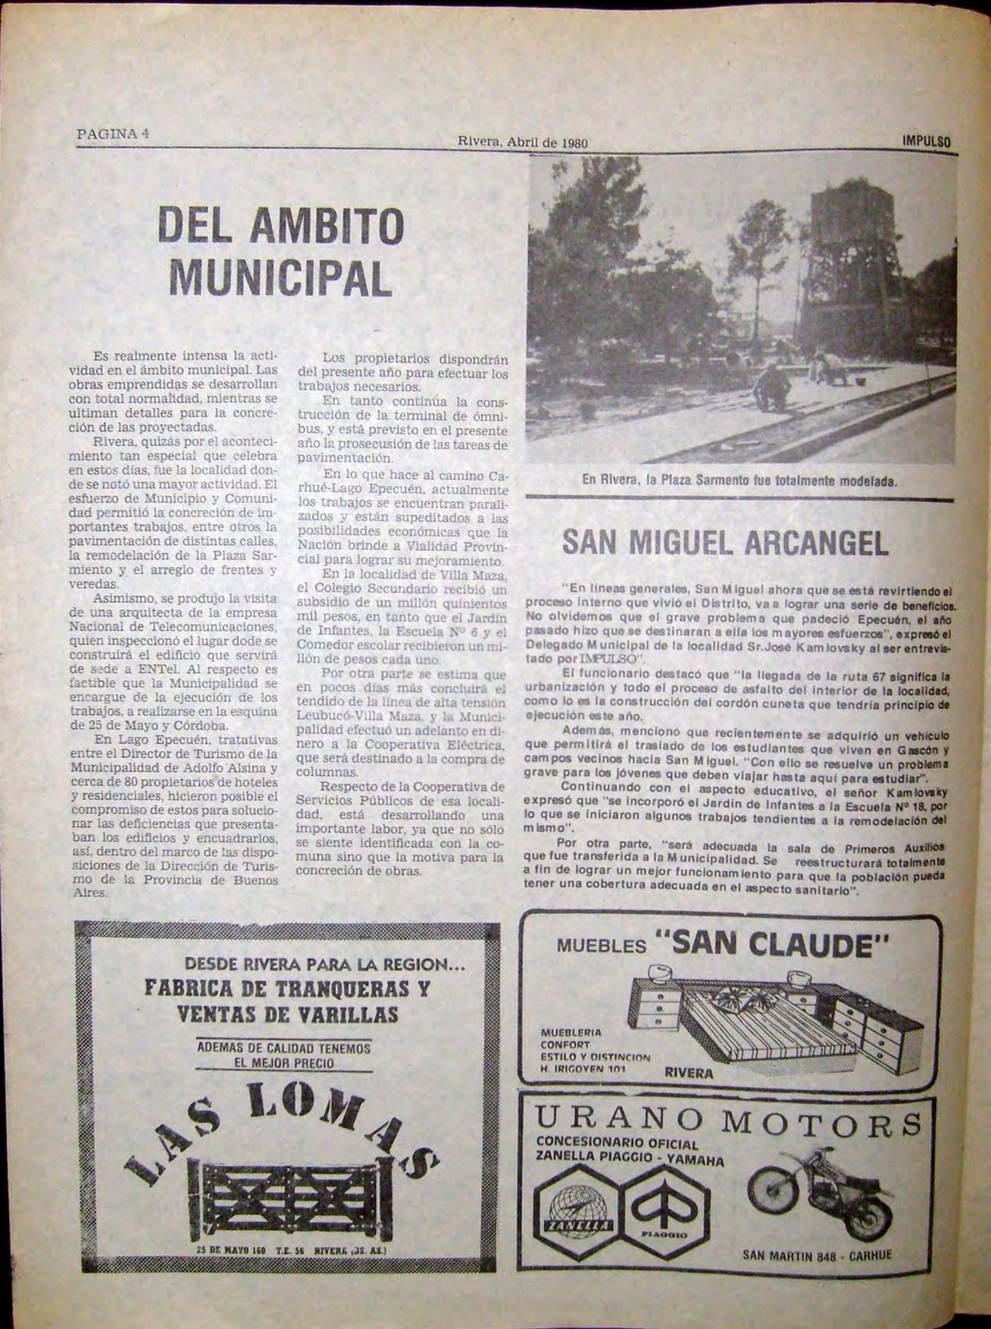 PAGINA 4
Rivera, Abril de 1980
IMPULSO
DEL AMBITO
MUNICIPAL
Es realmente intensa la acti-
vidad en el ámbito municipal. Las
obras emprendidas se desarrollan
con total normalidad, mientras se
ultiman detalles para la concre-
ción de las proyectadas.
Rivera, quizás por el aconteci-
miento tan especial que celebra
en estos días, fue la localidad don-
de se notó una mayor actividad. El
esfuerzo de Municipio y Comuni-
dad permitió la concreción de im-
portantes trabajos, entre otros la
pavimentación de distintas calles,
la remodelación de la Plaza Sar-
miento y el arreglo de frentes y
veredas.
Asimismo, se produjo la visita
de una arquitecta de la empresa
Nacional de Telecomunicaciones,
quien inspeccionó el lugar dode se
construirá el edificio que servirá
de sede a ENTel. Al respecto es
factible que la Municipalidad se
encargue de la ejecución de los
trabajos, a realizarse en la esquina
de 25 de Mayo y Córdoba.
En Lago Epecuén, tratativas
entre el Director de Turismo de la
Municipalidad de Adolfo Alsina y
cerca de 80 propietarios de hoteles
y residenciales, hicieron posible el
compromiso de estos para solucio-
nar las deficiencias que presenta-
ban los edificios y encuadrarlos,
así, dentro del marco de las dispo-
siciones de la Dirección de Turis-
mo de la Provincia de Buenos
Aires.
Los propietarios dispondrán
del presente año para efectuar los
trabajos necesarios.
En tanto continúa la cons-
trucción de la terminal de ómni-
bus, y está previsto en el presente
año la prosecusión de las tareas de
pavimentación.
En lo que hace al camino Ca-
rhué-Lago Epecuén, actualmente
los trabajos se encuentran parali-
zados y están supeditados a las
posibilidades económicas que la
Nación brinde a Vialidad Provin-
cial para lograr su mejoramiento.
En la localidad de Villa Maza,
el Colegio Secundario recibió un
subsidio de un millón quinientos
mil pesos, en tanto que el Jardín
de Infantes, la Escuela Nº 6 y el
Comedor escolar recibieron un mi-
llón de pesos cada uno.
Por otra parte se estima que
en pocos días más concluirá el
tendido de la línea de alta tensión
Leubucó-Villa Maza, y la Munici-
palidad efectuó un adelanto en di-
nero a la Cooperativa Eléctrica,
que será destinado a la compra de
columnas.
Respecto de la Cooperativa de
Servicios Públicos de esa locali-
dad, está desarrollando una
importante labor, ya que no sólo
se siente identificada con la co-
muna sino que la motiva para la
concreción de obras.
En Rivera, la Plaza Sarmento fue totalmente modelada.
SAN MIGUEL ARCANGEL
"En líneas generales, San Miguel ahora que se está revirtiendo el
proceso interno que vivió el Distrito, va a lograr una serie de beneficios.
No olvidemos que el grave problema que padeció Epecuén, el año
pasado hizo que se destinaran a ella los mayores esfuerzos", expresó el
Delegado Municipal de la localidad Sr. José Kamlovsky al ser entrevis-
tado por IMPULSO".
El funcionario destacó que "la llegada de la ruta 67 significa la
urbanización y todo el proceso de asfalto del interior de la localidad,
como lo es la construcción del cordón cuneta que tendría principio de
ejecución este año.
Además, mencionó que recientemente se adquirió un vehículo
que permitirá el traslado de los estudiantes que viven en Gascón y
campos vecinos hacia San Miguel. "Con ello se resuelve un problema
grave para los jóvenes que deben viajar hasta aquí para estudiar".
Continuando con el aspecto educativo, el señor Kamlovsky
expresó que "se incorporó el Jardín de Infantes a la Escuela Nº 18, por
lo que se iniciaron algunos trabajos tendientes a la remodelación del
mismo".
Por otra parte, "será adecuada la sala de Primeros Auxilios
que fue transferida a la Municipalidad. Se reestructurará totalmente
a fin de lograr un mejor funcionamiento para que la población pueda
tener una cobertura adecuada en el aspecto sanitario".
DESDE RIVERA PARA LA REGION...
FABRICA DE TRANQUERAS Y
VENTAS DE VARILLAS
ADEMAS DE CALIDAD TENEMOS
EL MEJOR PRECIO
LAS LOMAS
25 DE MAYO 160 T.E. 56 RIVERA (BS. AS.)
MUEBLES "SAN CLAUDE"
MUEBLERIA
CONFORT
ESTILO Y DISTINCION
H. IRIGOYEN 101
RIVERA
URANO MOTORS
CONCESIONARIO OFICIAL
ZANELLA PIAGGIO - YAMAHA
ZANELLA
PIAGGIO
SAN MARTIN 848 - CARHUE